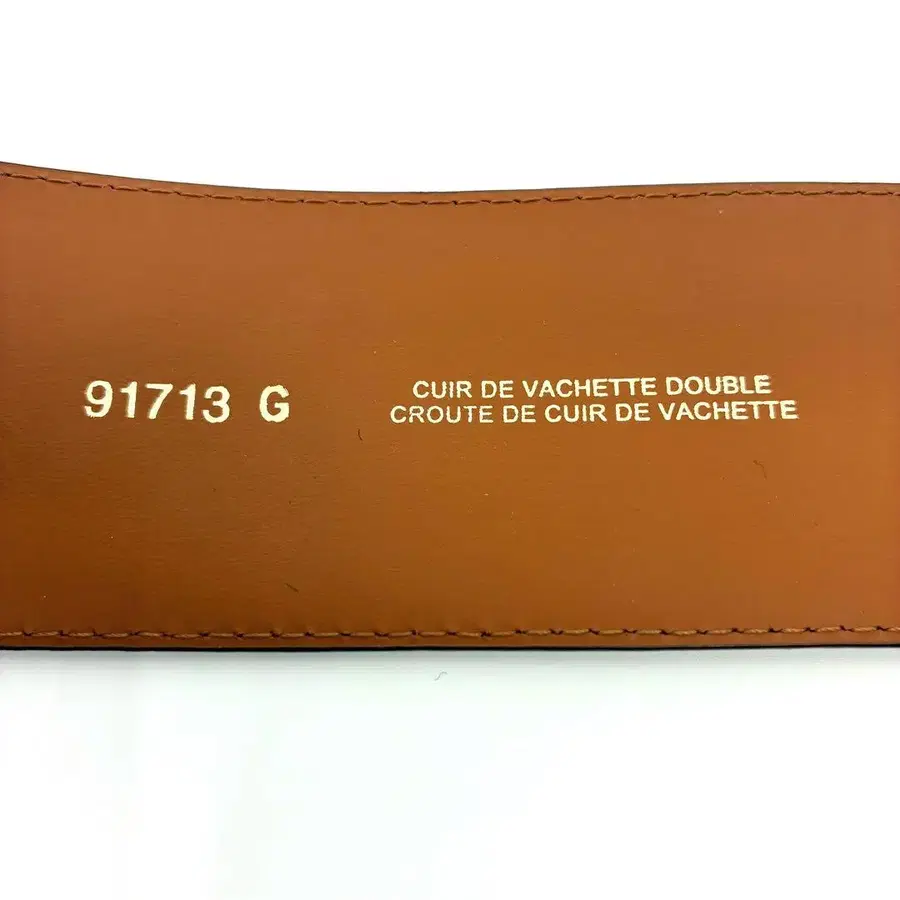 91713 G
CUIR DE VACHETTE DOUBLE
CROUTE DE CUIR DE VACHETTE